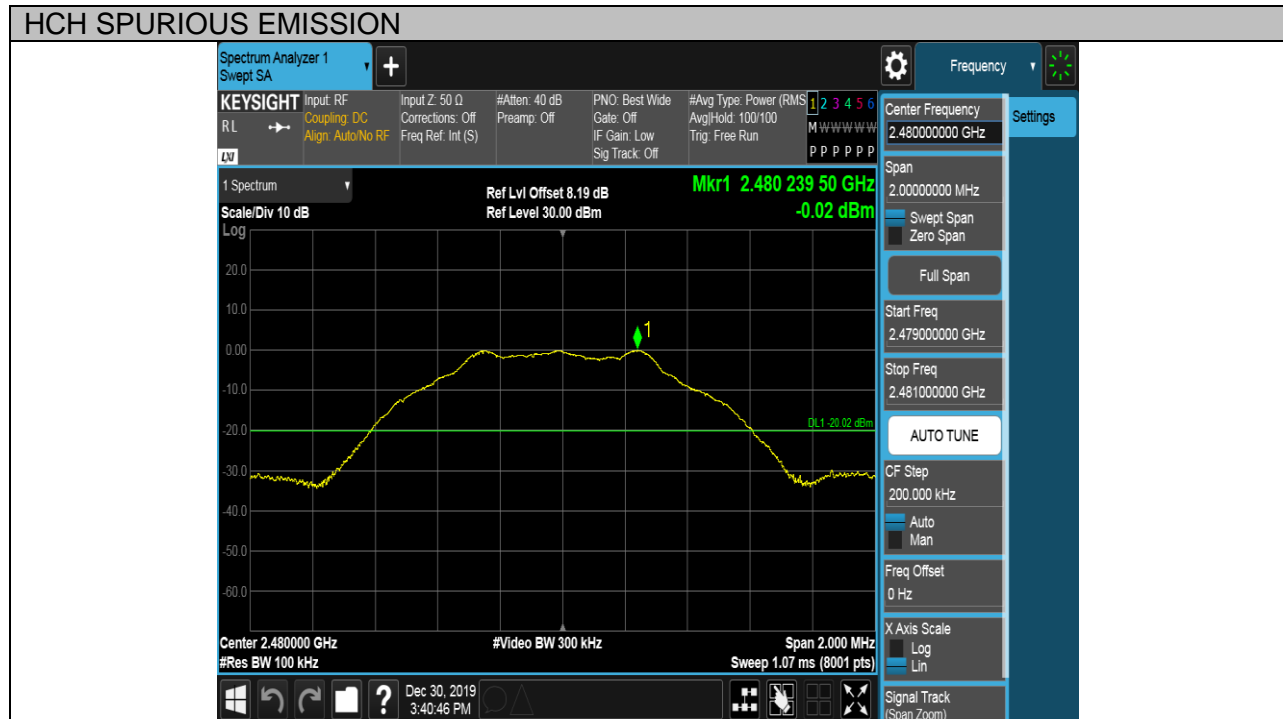 HCH SPURIOUS EMISSION
Spectrum Analyzer 1
Swept SA
Frequency
KEYSIGHT
RL
LXI
Input: RF
Coupling: DC
Align: Auto/No RF
Input Z: 50 Ω
Corrections: Off
Freq Ref: Int (S)
#Atten: 40 dB
Preamp: Off
PNO: Best Wide
Gate: Off
IF Gain: Low
Sig Track: Off
#Avg Type: Power (RMS
Avg|Hold: 100/100
Trig: Free Run
1 2 3 4 5 6
M W W W W W
P P P P P P
1 Spectrum
Scale/Div 10 dB
Ref Lvl Offset 8.19 dB
Ref Level 30.00 dBm
Mkr1 2.480 239 50 GHz
-0.02 dBm
Log
20.0
10.0
0.00
-10.0
-20.0
-30.0
-40.0
-50.0
-60.0
1
DL1 -20.02 dBm
Center 2.480000 GHz
#Res BW 100 kHz
#Video BW 300 kHz
Span 2.000 MHz
Sweep 1.07 ms (8001 pts)
Center Frequency
2.480000000 GHz
Settings
Span
2.00000000 MHz
Swept Span
Zero Span
Full Span
Start Freq
2.479000000 GHz
Stop Freq
2.481000000 GHz
AUTO TUNE
CF Step
200.000 kHz
Auto
Man
Freq Offset
0 Hz
X Axis Scale
Log
Lin
Signal Track
(Span Zoom)
?
Dec 30, 2019
3:40:46 PM